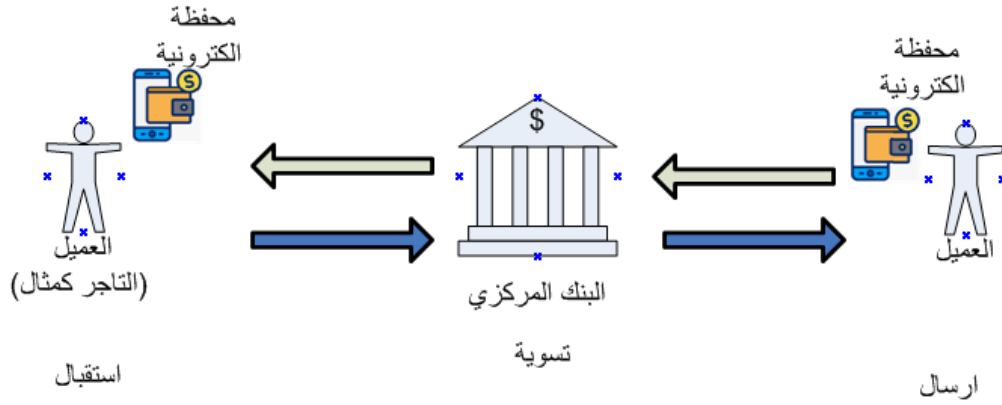 محفظة
الكترونية
محفظة
الكترونية
$
العميل
(التاجر كمثال)
البنك المركزي
العميل
تسوية
استقبال
ارسال